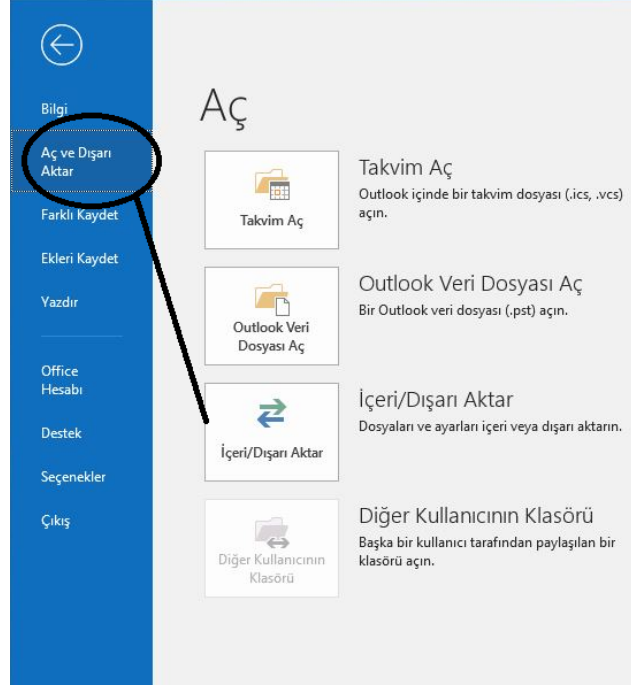 Bilgi
Aç ve Dışarı
Aktar
Farklı Kaydet
Ekleri Kaydet
Yazdır
Office
Hesabı
Destek
Seçenekler
Çıkış
Aç
Takvim Aç
Takvim Aç
Outlook içinde bir takvim dosyası (.ics, .vcs)
açın.
Outlook Veri
Dosyası Aç
Outlook Veri Dosyası Aç
Bir Outlook veri dosyası (.pst) açın.
İçeri/Dışarı Aktar
İçeri/Dışarı Aktar
Dosyaları ve ayarları içeri veya dışarı aktarın.
Diğer Kullanıcının
Klasörü
Diğer Kullanıcının Klasörü
Başka bir kullanıcı tarafından paylaşılan bir
klasörü açın.